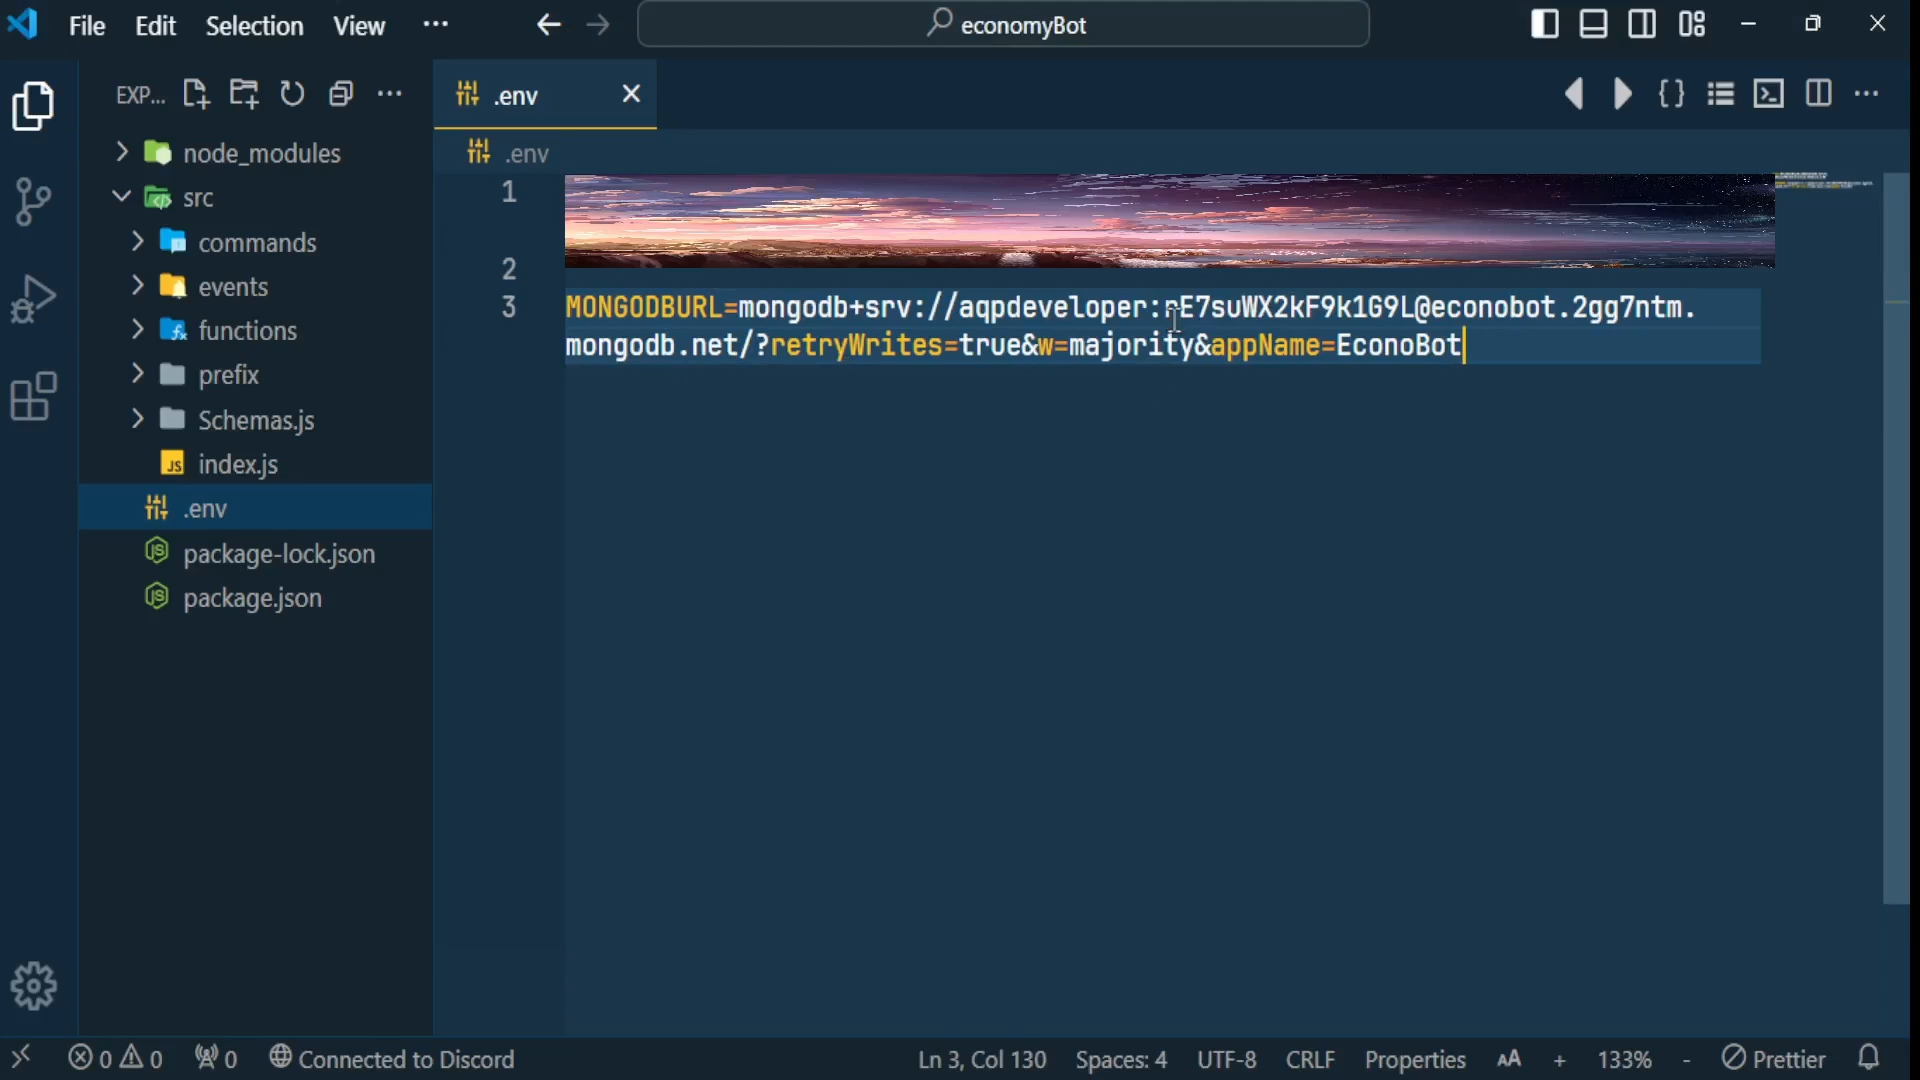 File Edit Selection View ···
economyBot
EXP... ···
.env
···
node_modules
.env
src
commands
events
functions
prefix
Schemas.js
index.js
.env
package-lock.json
package.json
1
2
3
MONGODBURL=mongodb+srv://aqpdeveloper:@econobot.2gg7ntm.
mongodb.net/?retryWrites=true&w=majority&appName=EconoBot
0 0 0 Connected to Discord Ln 3, Col 130 Spaces: 4 UTF-8 CRLF Properties AA + 133% - Prettier